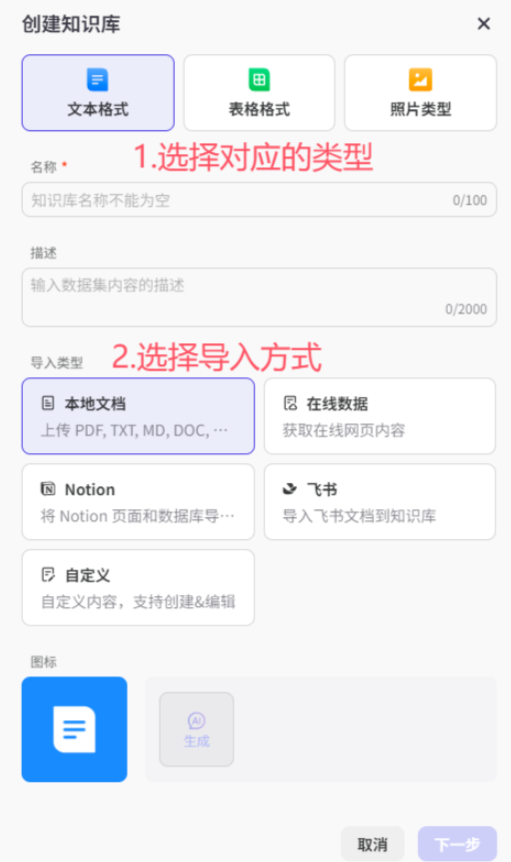 创建知识库
文本格式
表格格式
照片类型
1.选择对应的类型
名称 *
知识库名称不能为空 0/100
描述
输入数据集内容的描述
0/2000
2.选择导入方式
导入类型
本地文档
上传 PDF, TXT, MD, DOC, ···
在线数据
获取在线网页内容
Notion
将 Notion 页面和数据库导···
飞书
导入飞书文档到知识库
自定义
自定义内容，支持创建&编辑
图标
AI
生成
取消
下一步